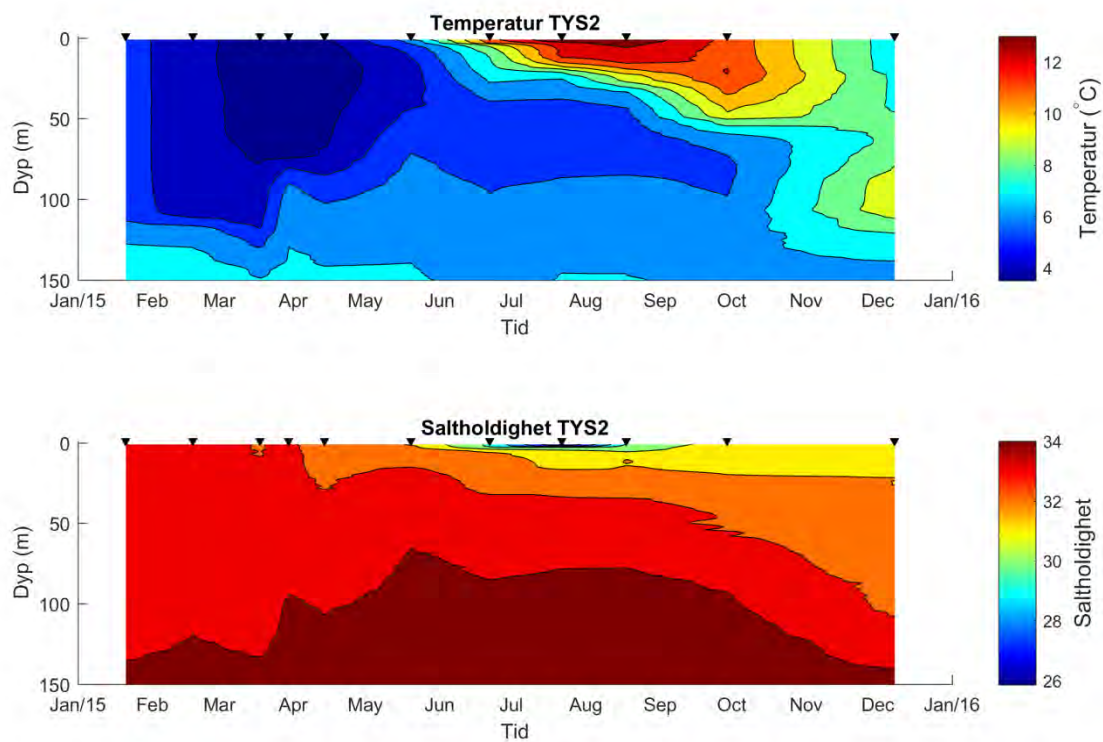 Temperatur TYS2
0
50
100
150
Dyp (m)
Jan/15 Feb Mar Apr May Jun Jul Aug Sep Oct Nov Dec Jan/16
Tid
12
10
8
6
4
Temperatur (°C)
Saltholdighet TYS2
0
50
100
150
Dyp (m)
Jan/15 Feb Mar Apr May Jun Jul Aug Sep Oct Nov Dec Jan/16
Tid
34
32
30
28
26
Saltholdighet